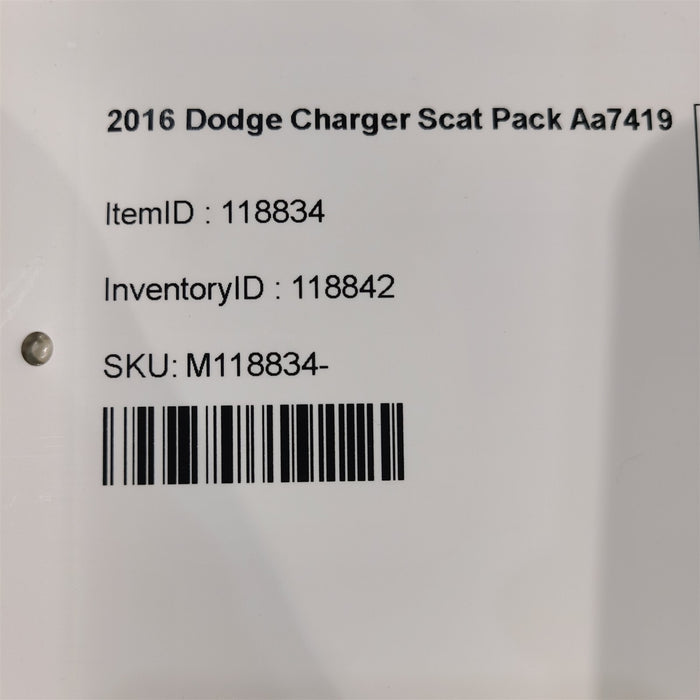 2016 Dodge Charger Scat Pack Aa7419
ItemID : 118834
InventoryID : 118842
SKU: M118834-